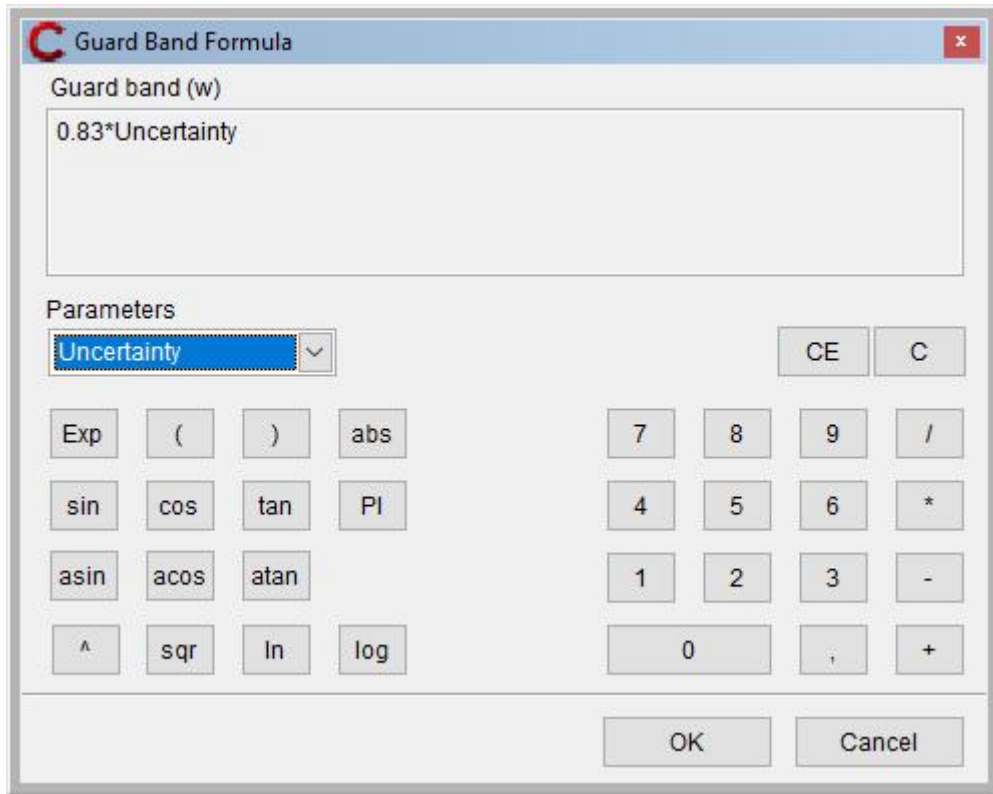 Guard Band Formula
x
Guard band (w)
0.83*Uncertainty
Parameters
Uncertainty
CE C
Exp ( ) abs 7 8 9 /
sin cos tan PI 4 5 6 *
asin acos atan 1 2 3 -
^ sqr ln log 0 , +
OK Cancel